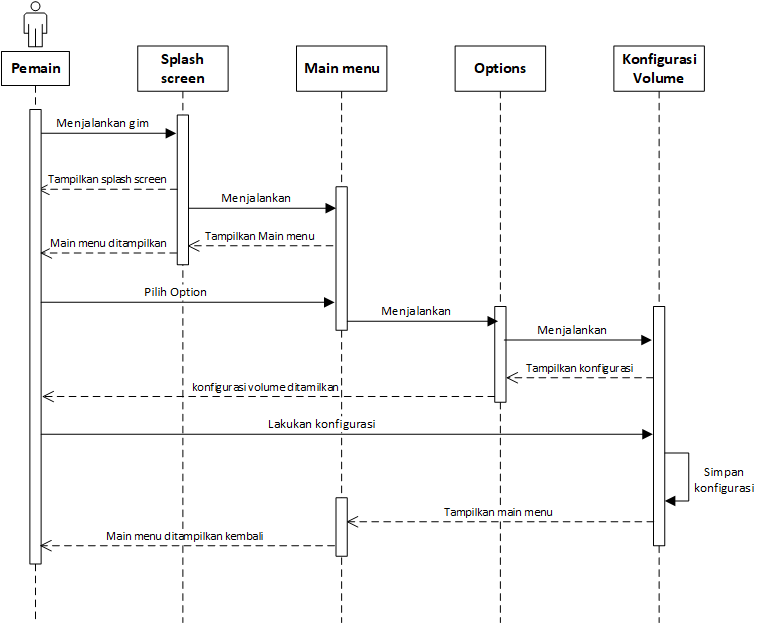 Pemain
Splash
screen
Main menu
Options
Konfigurasi
Volume
Menjalankan gim
Tampilkan splash screen
Menjalankan
Tampilkan Main menu
Main menu ditampilkan
Pilih Option
Menjalankan
Menjalankan
Tampilkan konfigurasi
konfigurasi volume ditamilkan
Lakukan konfigurasi
Simpan
konfigurasi
Tampilkan main menu
Main menu ditampilkan kembali